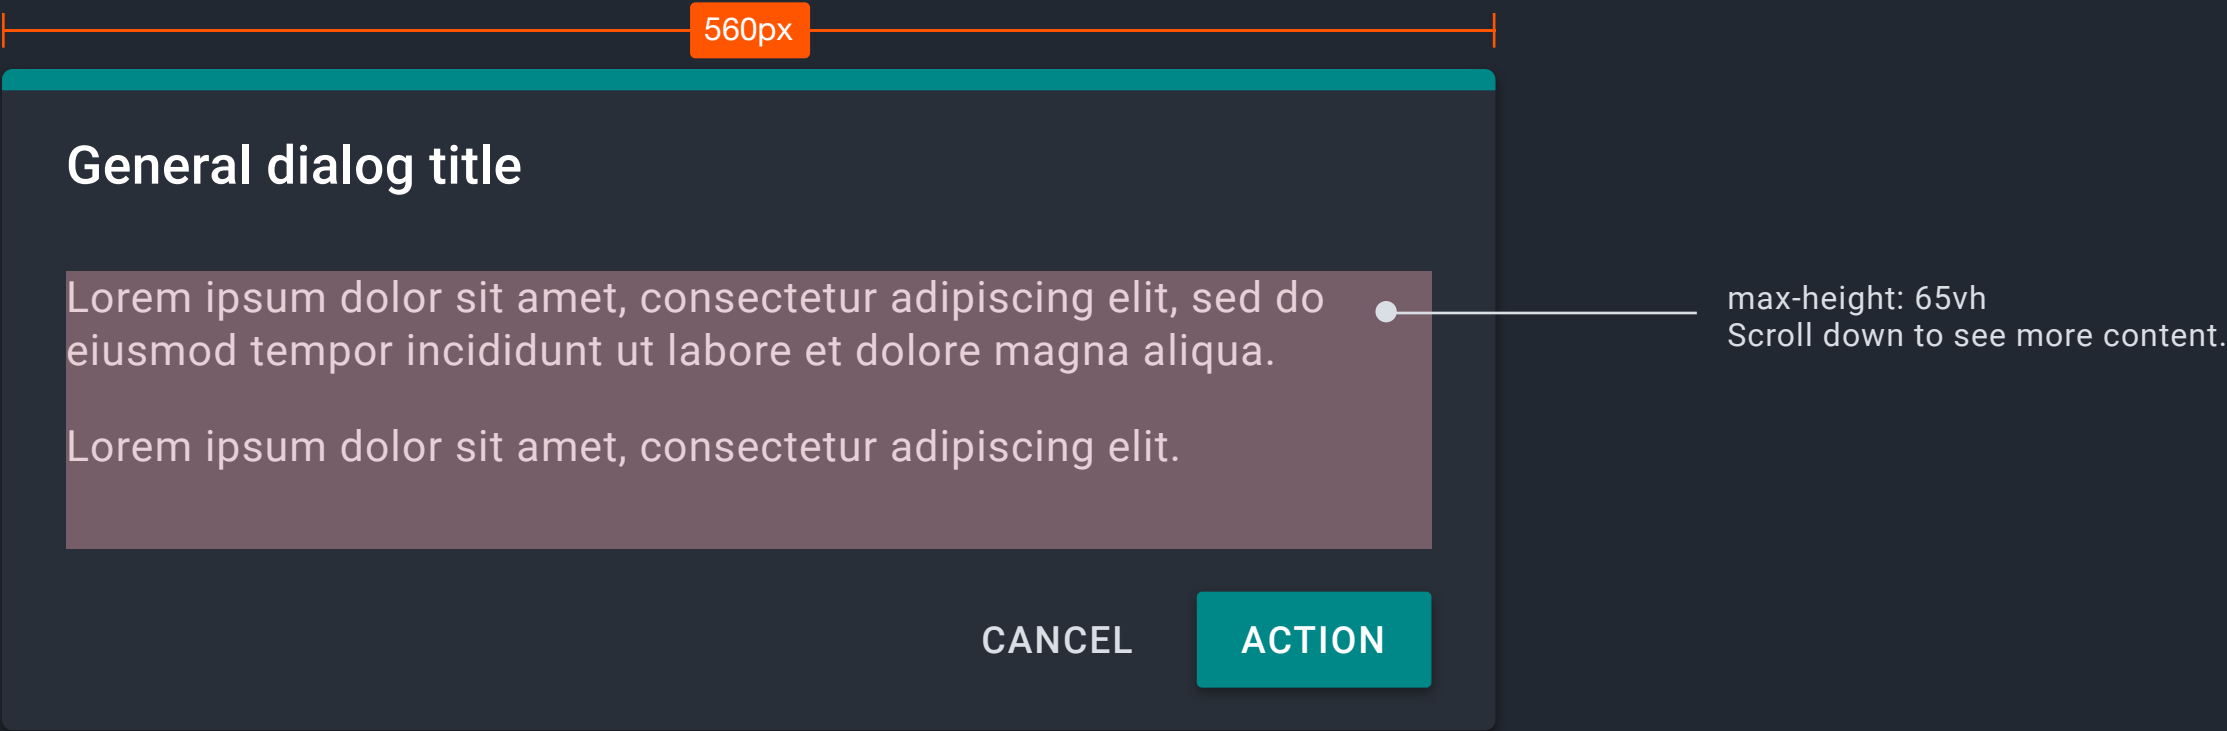 560px
General dialog title
Lorem ipsum dolor sit amet, consectetur adipiscing elit, sed do
eiusmod tempor incididunt ut labore et dolore magna aliqua.
Lorem ipsum dolor sit amet, consectetur adipiscing elit.
max-height: 65vh
Scroll down to see more content.
CANCEL
ACTION